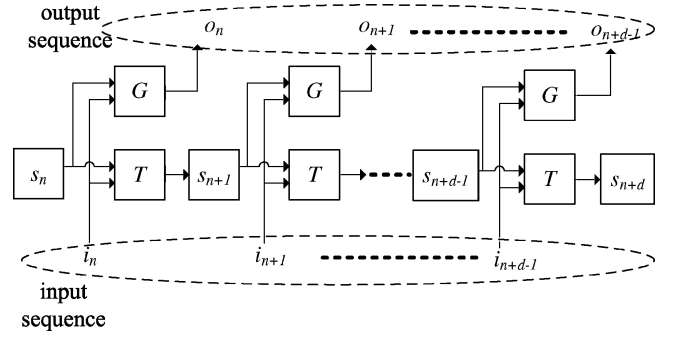 output
sequence
o_n o_{n+1} o_{n+d-1}
G G G
s_n T s_{n+1} T s_{n+d-1} T s_{n+d}
i_n i_{n+1} i_{n+d-1}
input
sequence